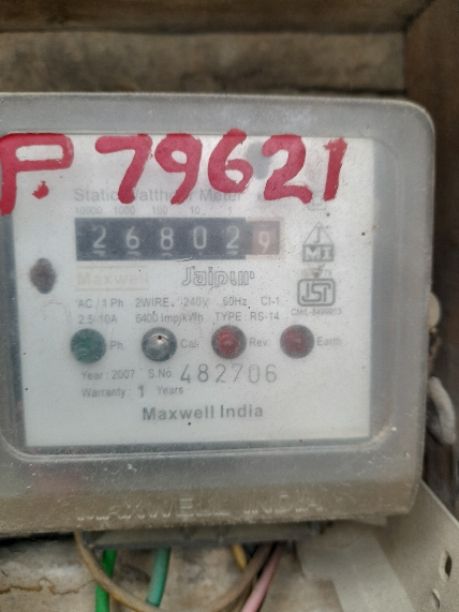 P. 79621
Static Watthour Meter
10000 1000 100 10 1
268029
Maxwell Jaipur
AC / 1 Ph 2WIRE. 240V 50Hz Cl-1
2.5-10A 6400 imp/kWh TYPE : RS-14
Ph. Cali Rev. Earth
Year : 2007 S.No. 482706
Warranty : 1 Years
Maxwell India
MAXWELL INDIA